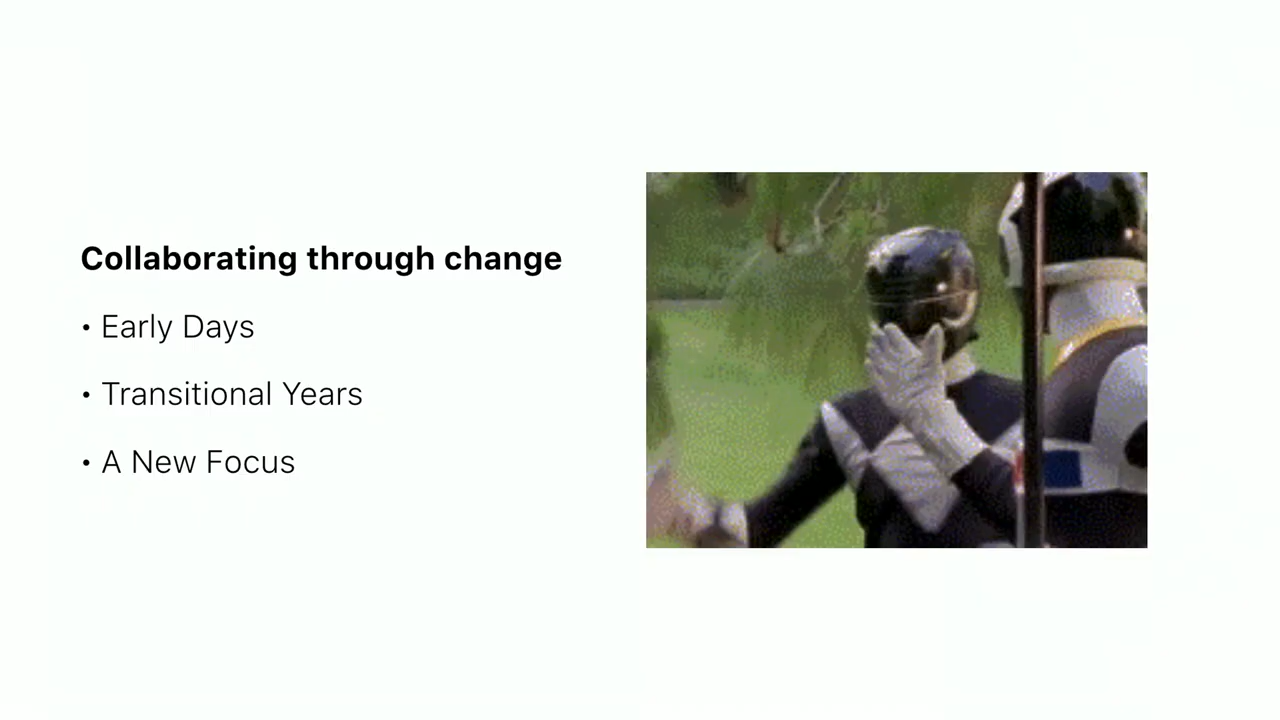 Collaborating through change
• Early Days
• Transitional Years
• A New Focus